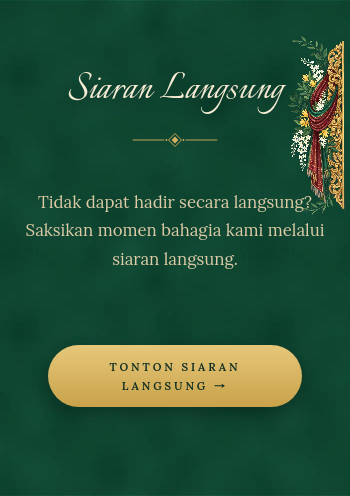 Siaran Langsung
Tidak dapat hadir secara langsung?
Saksikan momen bahagia kami melalui
siaran langsung.
TONTON SIARAN
LANGSUNG →